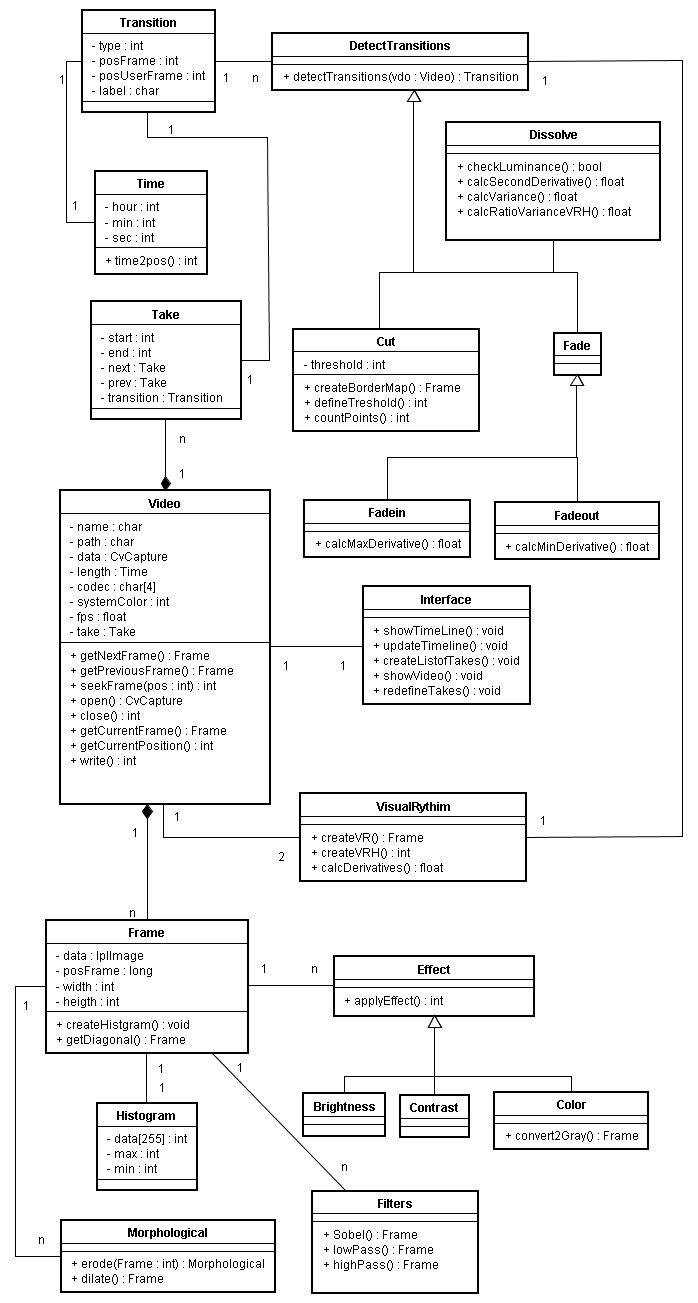 Transition
- type : int
- posFrame : int
- posUserFrame : int
- label : char
1
n
1
1
1
DetectTransitions
+ detectTransitions(vdo : Video) : Transition
1
Dissolve
+ checkLuminance() : bool
+ calcSecondDerivative() : float
+ calcVariance() : float
+ calcRatioVarianceVRH() : float
Time
- hour : int
- min : int
- sec : int
+ time2pos() : int
1
Take
- start : int
- end : int
- next : Take
- prev : Take
- transition : Transition
1
Cut
- threshold : int
+ createBorderMap() : Frame
+ defineTreshold() : int
+ countPoints() : int
Fade
n
1
Fadein
+ calcMaxDerivative() : float
Fadeout
+ calcMinDerivative() : float
Video
- name : char
- path : char
- data : CvCapture
- length : Time
- codec : char[4]
- systemColor : int
- fps : float
- take : Take
+ getNextFrame() : Frame
+ getPreviousFrame() : Frame
+ seekFrame(pos : int) : int
+ open() : CvCapture
+ close() : int
+ getCurrentFrame() : Frame
+ getCurrentPosition() : int
+ write() : int
1
1
Interface
+ showTimeLine() : void
+ updateTimeline() : void
+ createListofTakes() : void
+ showVideo() : void
+ redefineTakes() : void
1
1
2
VisualRythim
+ createVR() : Frame
+ createVRH() : int
+ calcDerivatives() : float
1
n
Frame
- data : IplImage
- posFrame : long
- width : int
- heigth : int
+ createHistgram() : void
+ getDiagonal() : Frame
1
n
Effect
+ applyEffect() : int
1
1
1
1
Brightness
Contrast
Color
+ convert2Gray() : Frame
Histogram
- data[255] : int
- max : int
- min : int
n
Filters
+ Sobel() : Frame
+ lowPass() : Frame
+ highPass() : Frame
n
Morphological
+ erode(Frame : int) : Morphological
+ dilate() : Frame